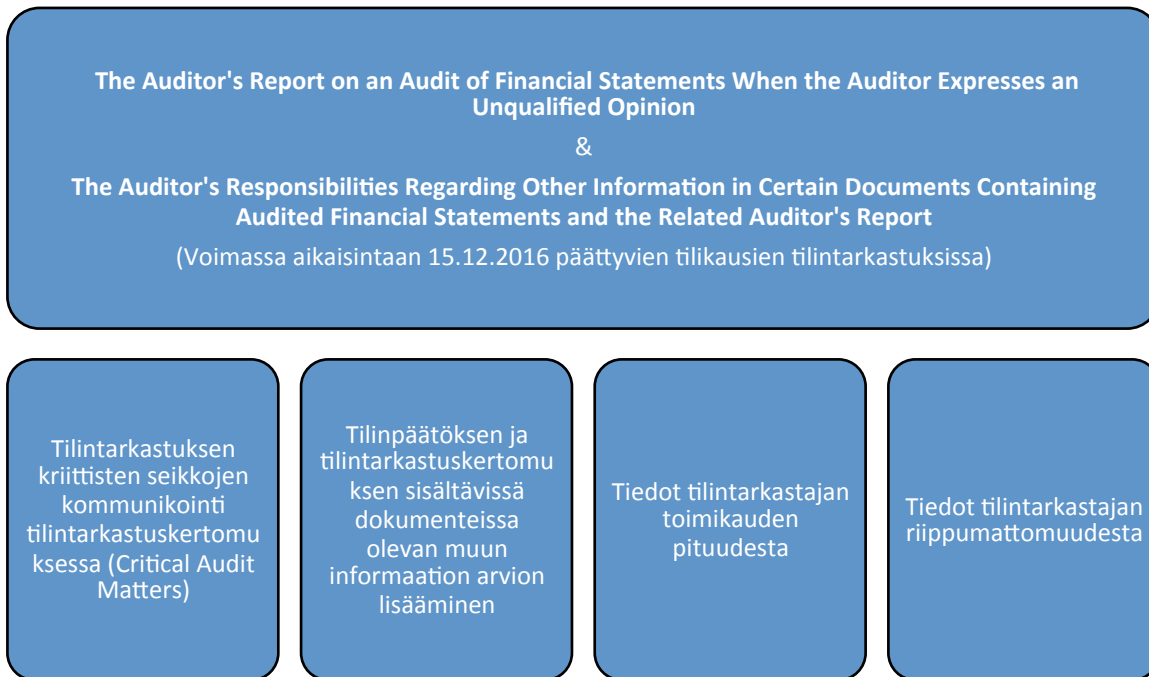 The Auditor's Report on an Audit of Financial Statements When the Auditor Expresses an
Unqualified Opinion
&
The Auditor's Responsibilities Regarding Other Information in Certain Documents Containing
Audited Financial Statements and the Related Auditor's Report
(Voimassa aikaisintaan 15.12.2016 päättyvien tilikausien tilintarkastuksissa)
Tilintarkastuksen
kriittisten seikkojen
kommunikointi
tilintarkastuskertomu
ksessa (Critical Audit
Matters)
Tilinpäätöksen ja
tilintarkastuskertomu
ksen sisältävissä
dokumenteissa
olevan muun
informaation arvion
lisääminen
Tiedot tilintarkastajan
toimikauden
pituudesta
Tiedot tilintarkastajan
riippumattomuudesta